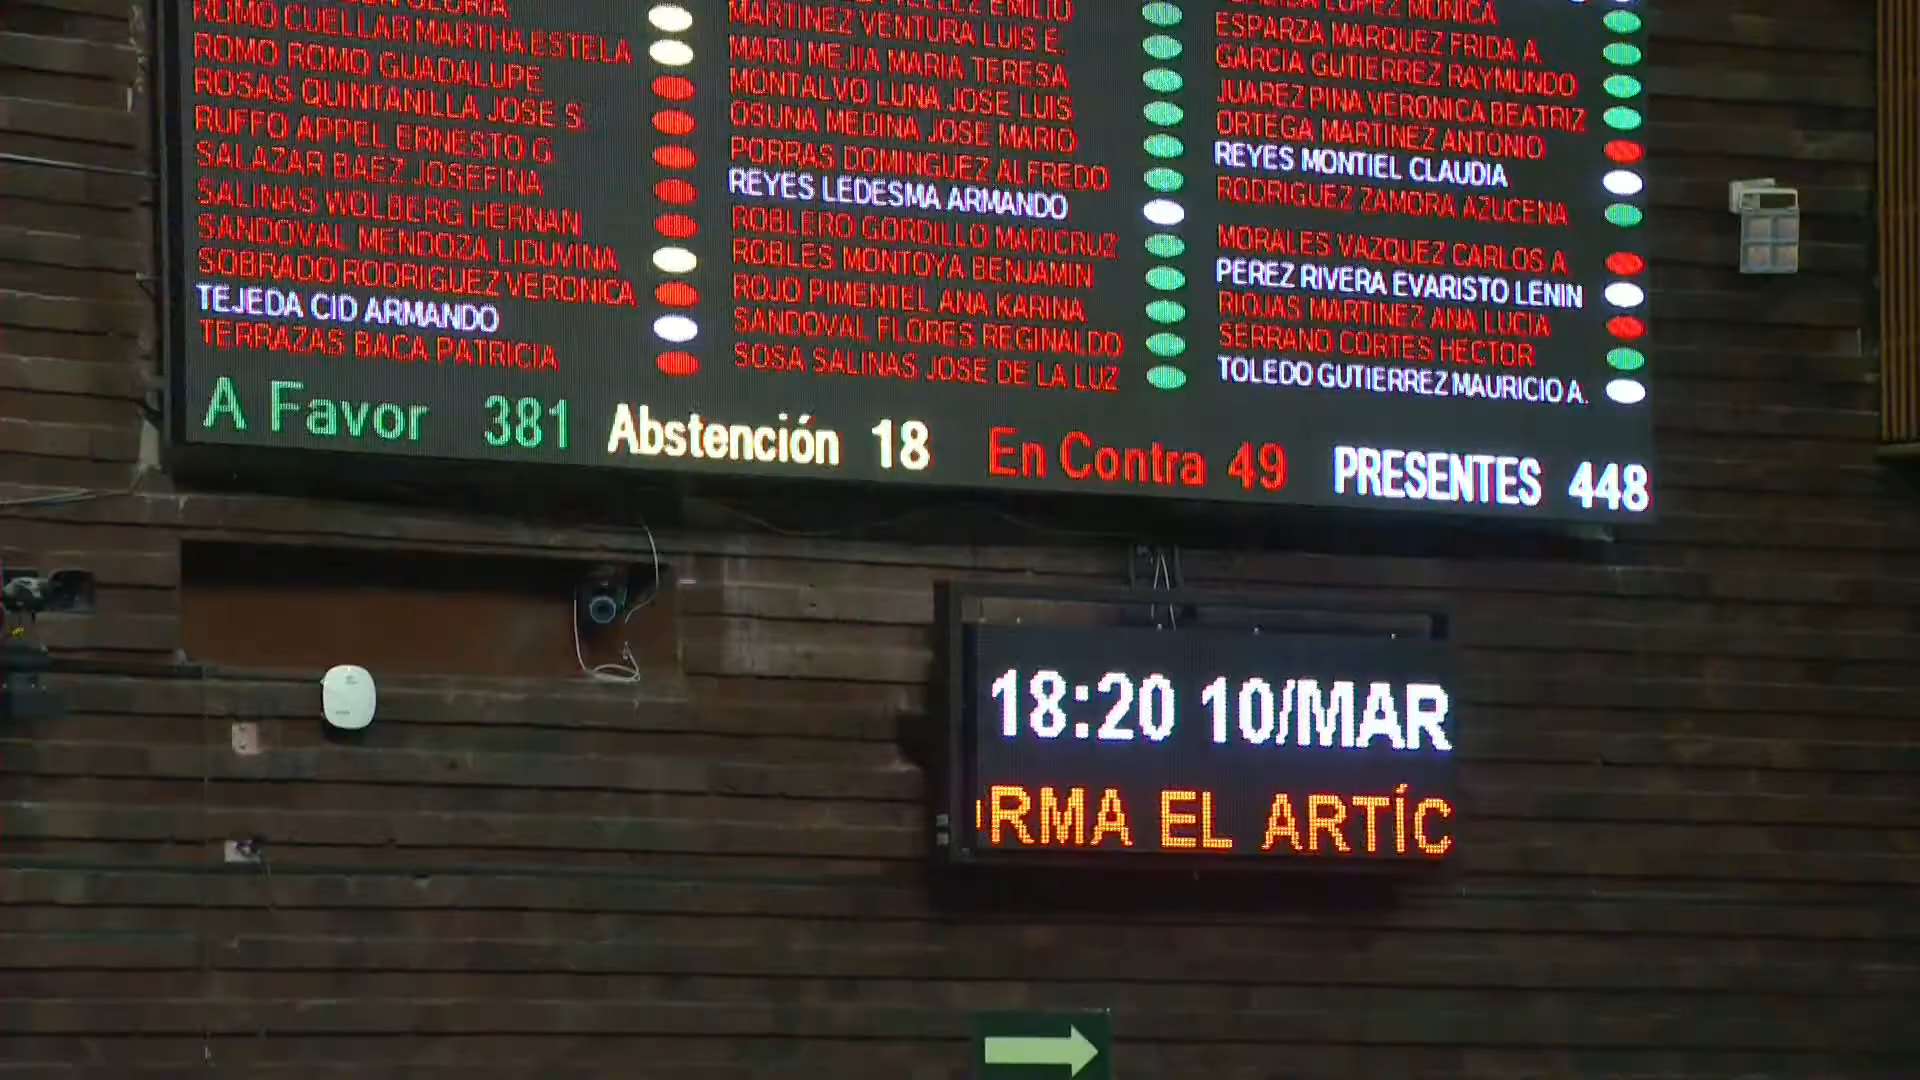 GLORIA
ROMO CUELLAR MARTHA ESTELA
ROMO ROMO GUADALUPE
ROSAS QUINTANILLA JOSE S.
RUFFO APPEL ERNESTO G
SALAZAR BAEZ JOSEFINA
SALINAS WOLBERG HERNAN
SANDOVAL MENDOZA LIDUVINA
SOBRADO RODRIGUEZ VERONICA
TEJEDA CID ARMANDO
TERRAZAS BACA PATRICIA
EMILIO
MARTINEZ VENTURA LUIS E.
MARU MEJIA MARIA TERESA
MONTALVO LUNA JOSE LUIS
OSUNA MEDINA JOSE MARIO
PORRAS DOMINGUEZ ALFREDO
REYES LEDESMA ARMANDO
ROBLERO GORDILLO MARICRUZ
ROBLES MONTOYA BENJAMIN
ROJO PIMENTEL ANA KARINA
SANDOVAL FLORES REGINALDO
SOSA SALINAS JOSE DE LA LUZ
LOPEZ MONICA
ESPARZA MARQUEZ FRIDA A.
GARCIA GUTIERREZ RAYMUNDO
JUAREZ PIÑA VERONICA BEATRIZ
ORTEGA MARTINEZ ANTONIO
REYES MONTIEL CLAUDIA
RODRIGUEZ ZAMORA AZUCENA
MORALES VAZQUEZ CARLOS A.
PEREZ RIVERA EVARISTO LENIN
RIOJAS MARTINEZ ANA LUCIA
SERRANO CORTES HECTOR
TOLEDO GUTIERREZ MAURICIO A.
A Favor 381 Abstención 18 En Contra 49 PRESENTES 448
18:20 10/MAR
RMA EL ARTÍC